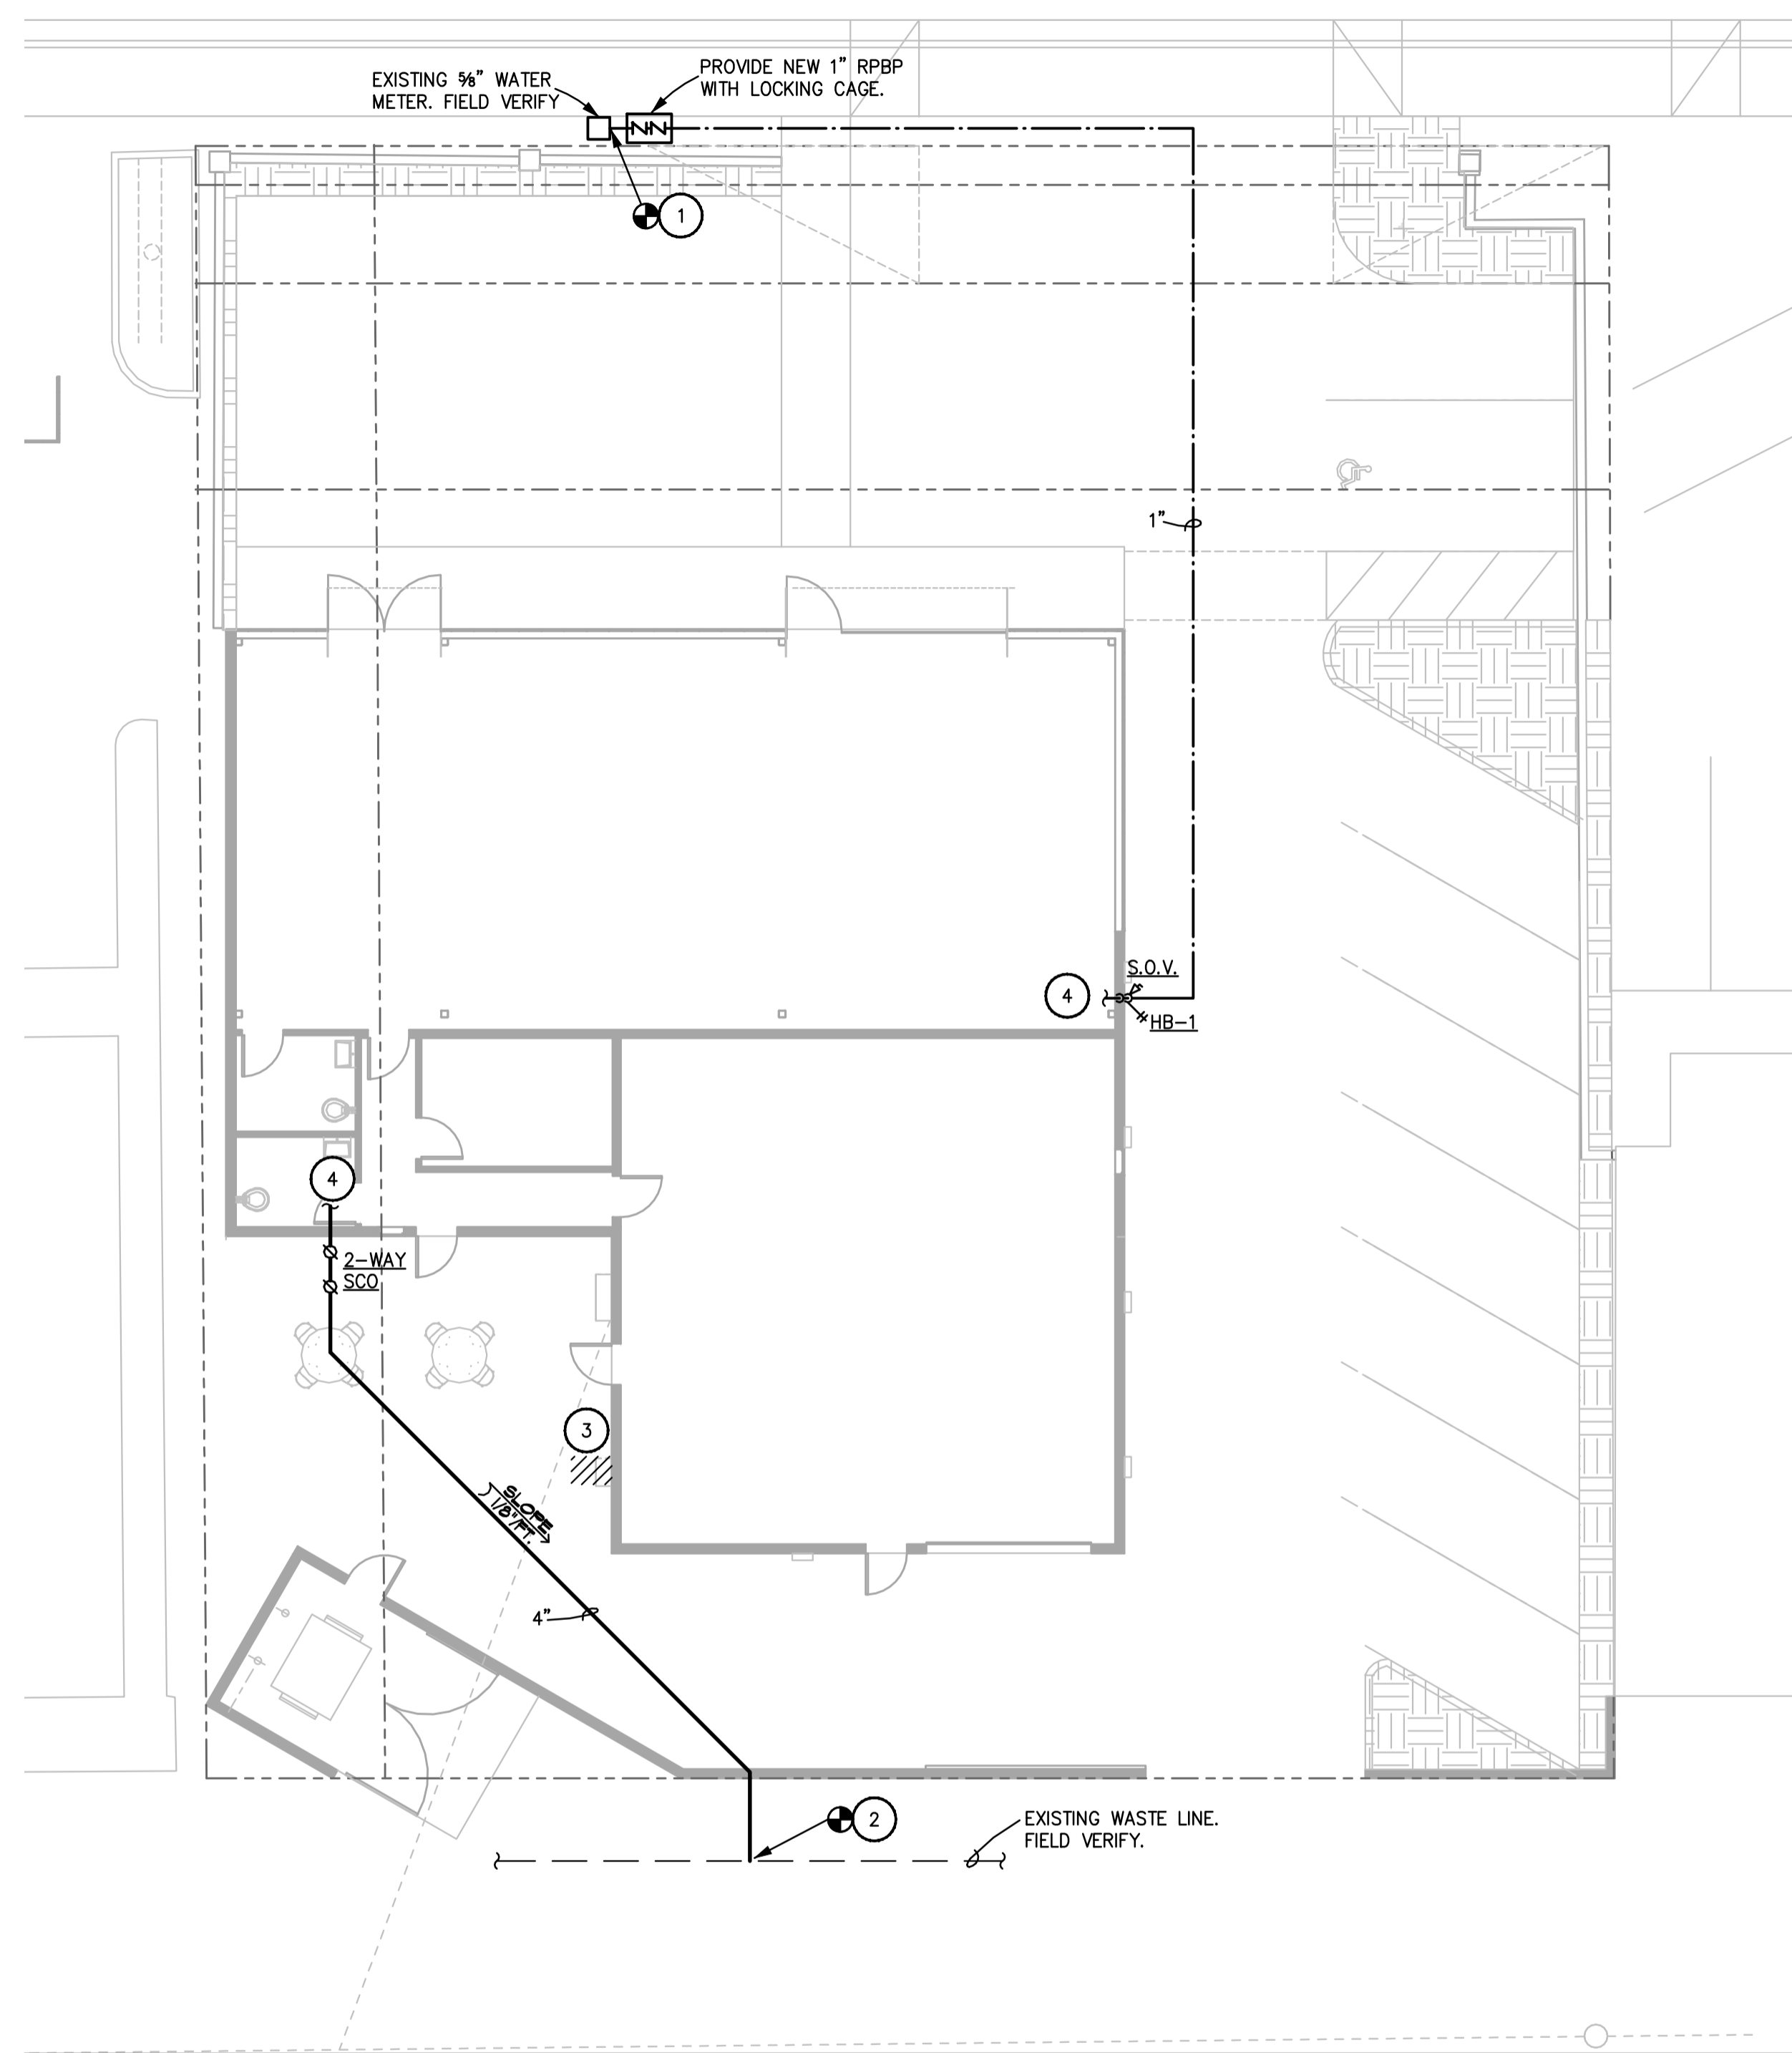 EXISTING ⅝" WATER
METER. FIELD VERIFY
PROVIDE NEW 1" RPBP
WITH LOCKING CAGE.
1
1"
S.O.V.
4
HB-1
4
2-WAY
SCO
3
SLOPE
1/8"/FT.
4"
2
EXISTING WASTE LINE.
FIELD VERIFY.